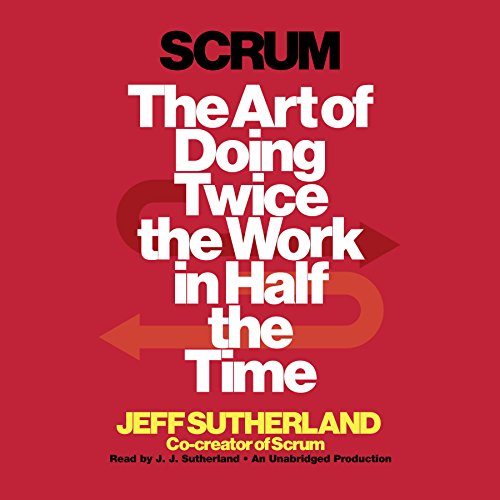 SCRUM
The Art of
Doing
Twice
the Work
in Half
the
Time
JEFF SUTHERLAND
Co-creator of Scrum
Read by J. J. Sutherland • An Unabridged Production